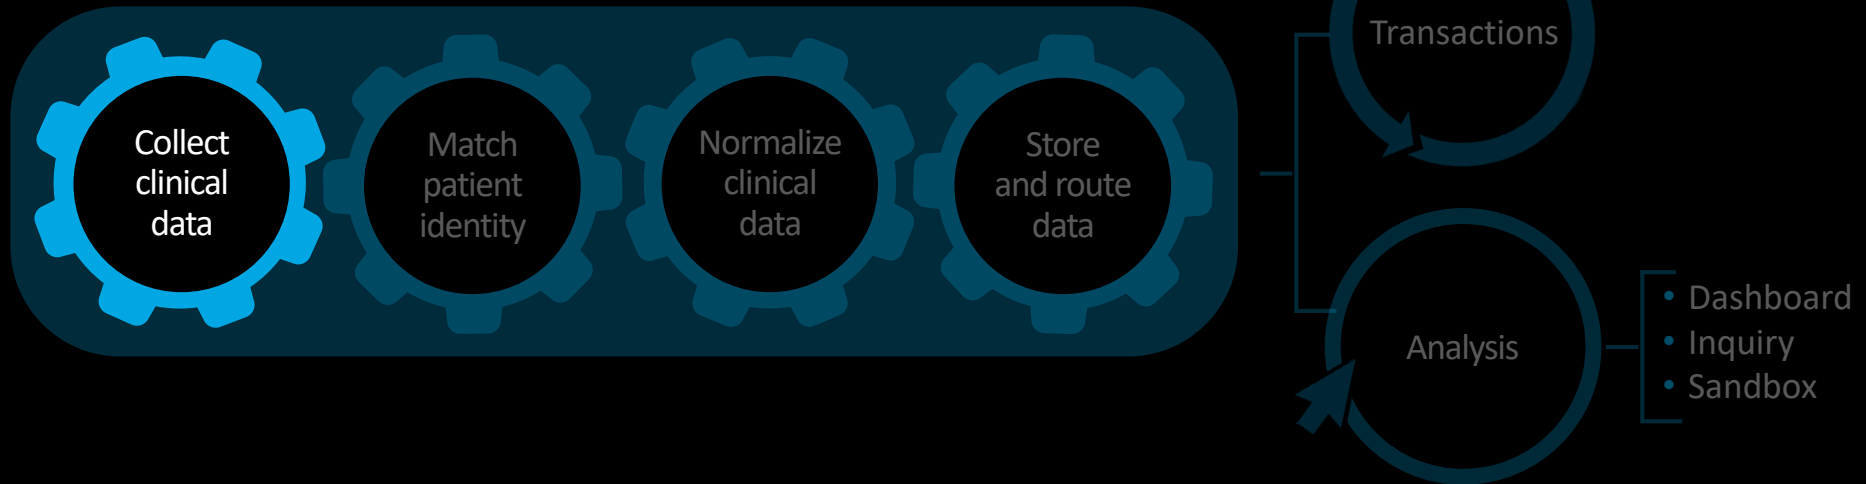 Collect
clinical
data
Match
patient
identity
Normalize
clinical
data
Store
and route
data
Transactions
Analysis
• Dashboard
• Inquiry
• Sandbox